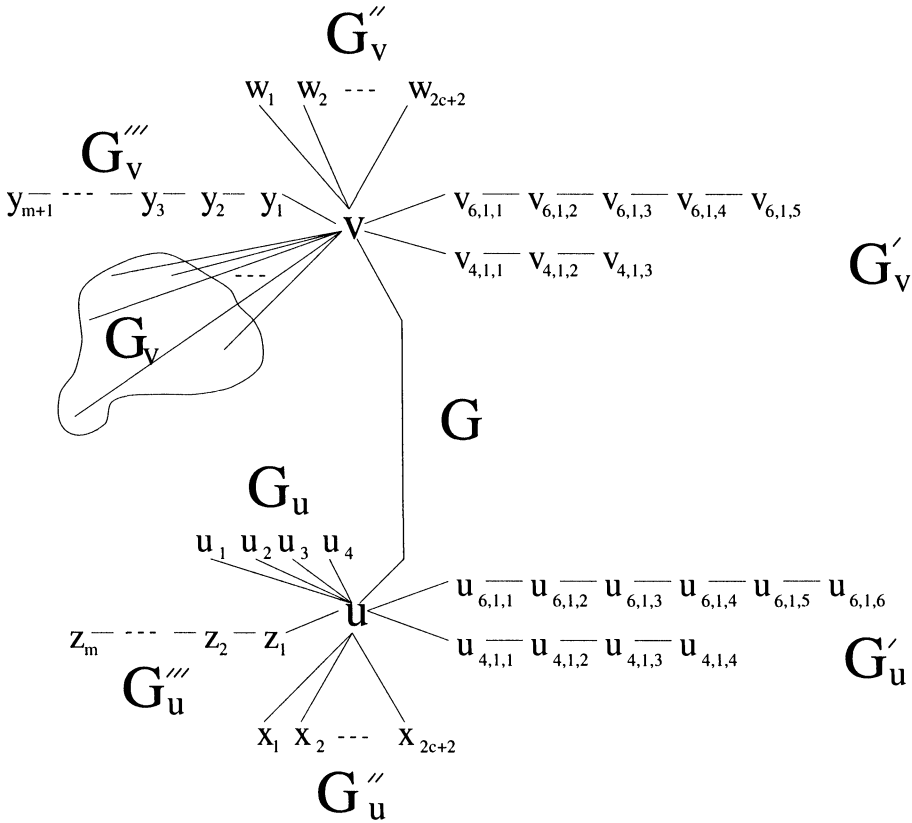 G″v
w1 w2 --- w2c+2
G‴v
ym+1 --- y3 y2 y1
v
v6,1,1 v6,1,2 v6,1,3 v6,1,4 v6,1,5
v4,1,1 v4,1,2 v4,1,3
G′v
---
Gv
G
Gu
u1 u2 u3 u4
u
u6,1,1 u6,1,2 u6,1,3 u6,1,4 u6,1,5 u6,1,6
zm --- z2 z1
u4,1,1 u4,1,2 u4,1,3 u4,1,4
G‴u
G′u
x1 x2 --- x2c+2
G″u